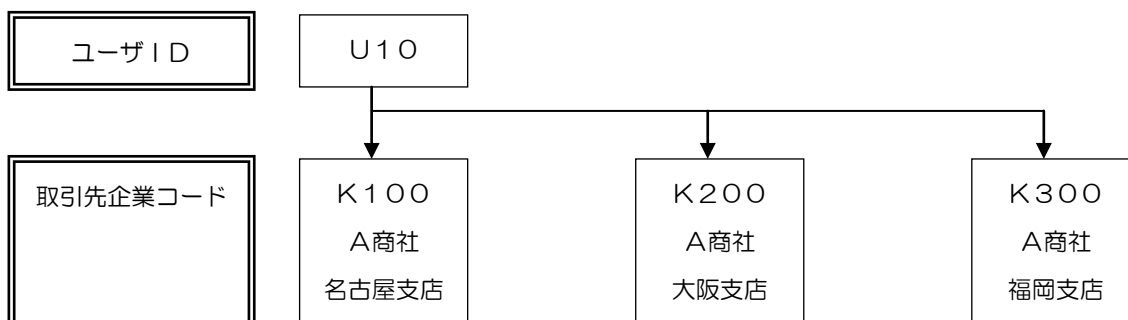 ユーザID
U10
取引先企業コード
K100
A商社
名古屋支店
K200
A商社
大阪支店
K300
A商社
福岡支店